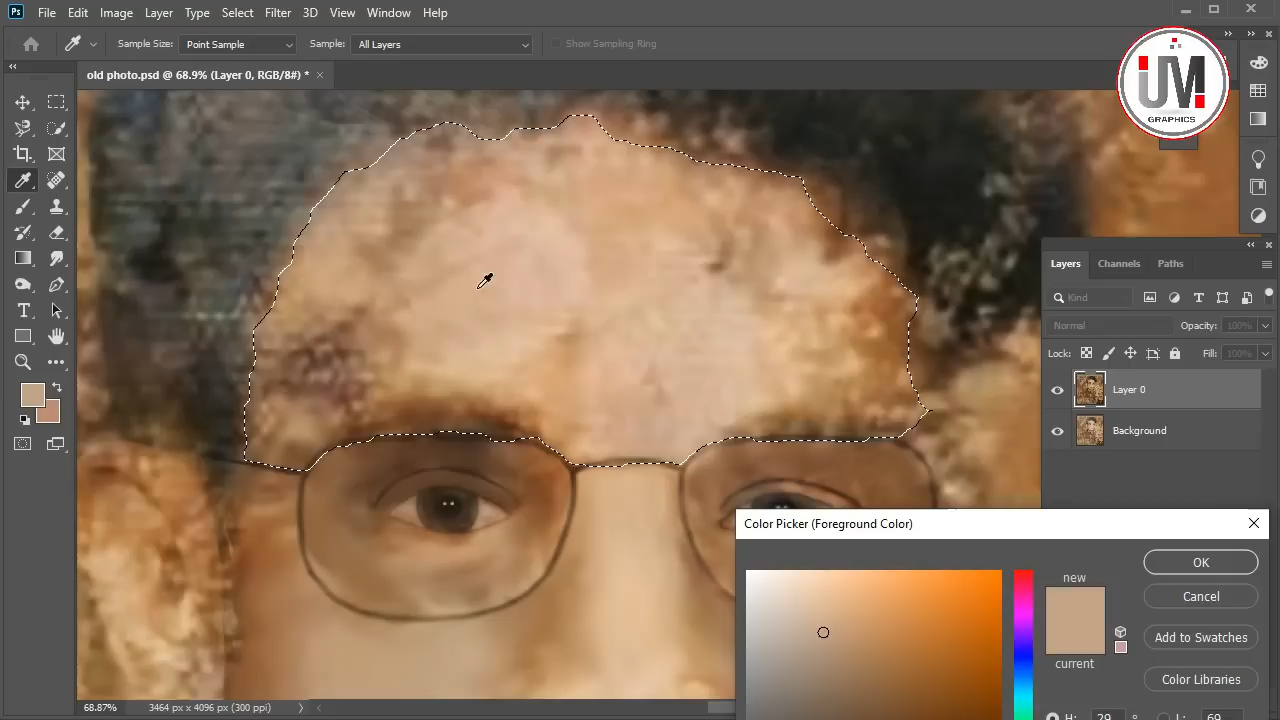 Ps File Edit Image Layer Type Select Filter 3D View Window Help
Sample Size: Point Sample Sample: All Layers Show Sampling Ring
old photo.psd @ 68.9% (Layer 0, RGB/8#) * ×
UM
GRAPHICS
Layers Channels Paths
Kind
Normal Opacity: 100%
Lock: Fill: 100%
Layer 0
Background
Color Picker (Foreground Color)
OK
new
Cancel
Add to Swatches
current
Color Libraries
68.87% 3464 px x 4096 px (300 ppi)
H: 29 ° L: 69